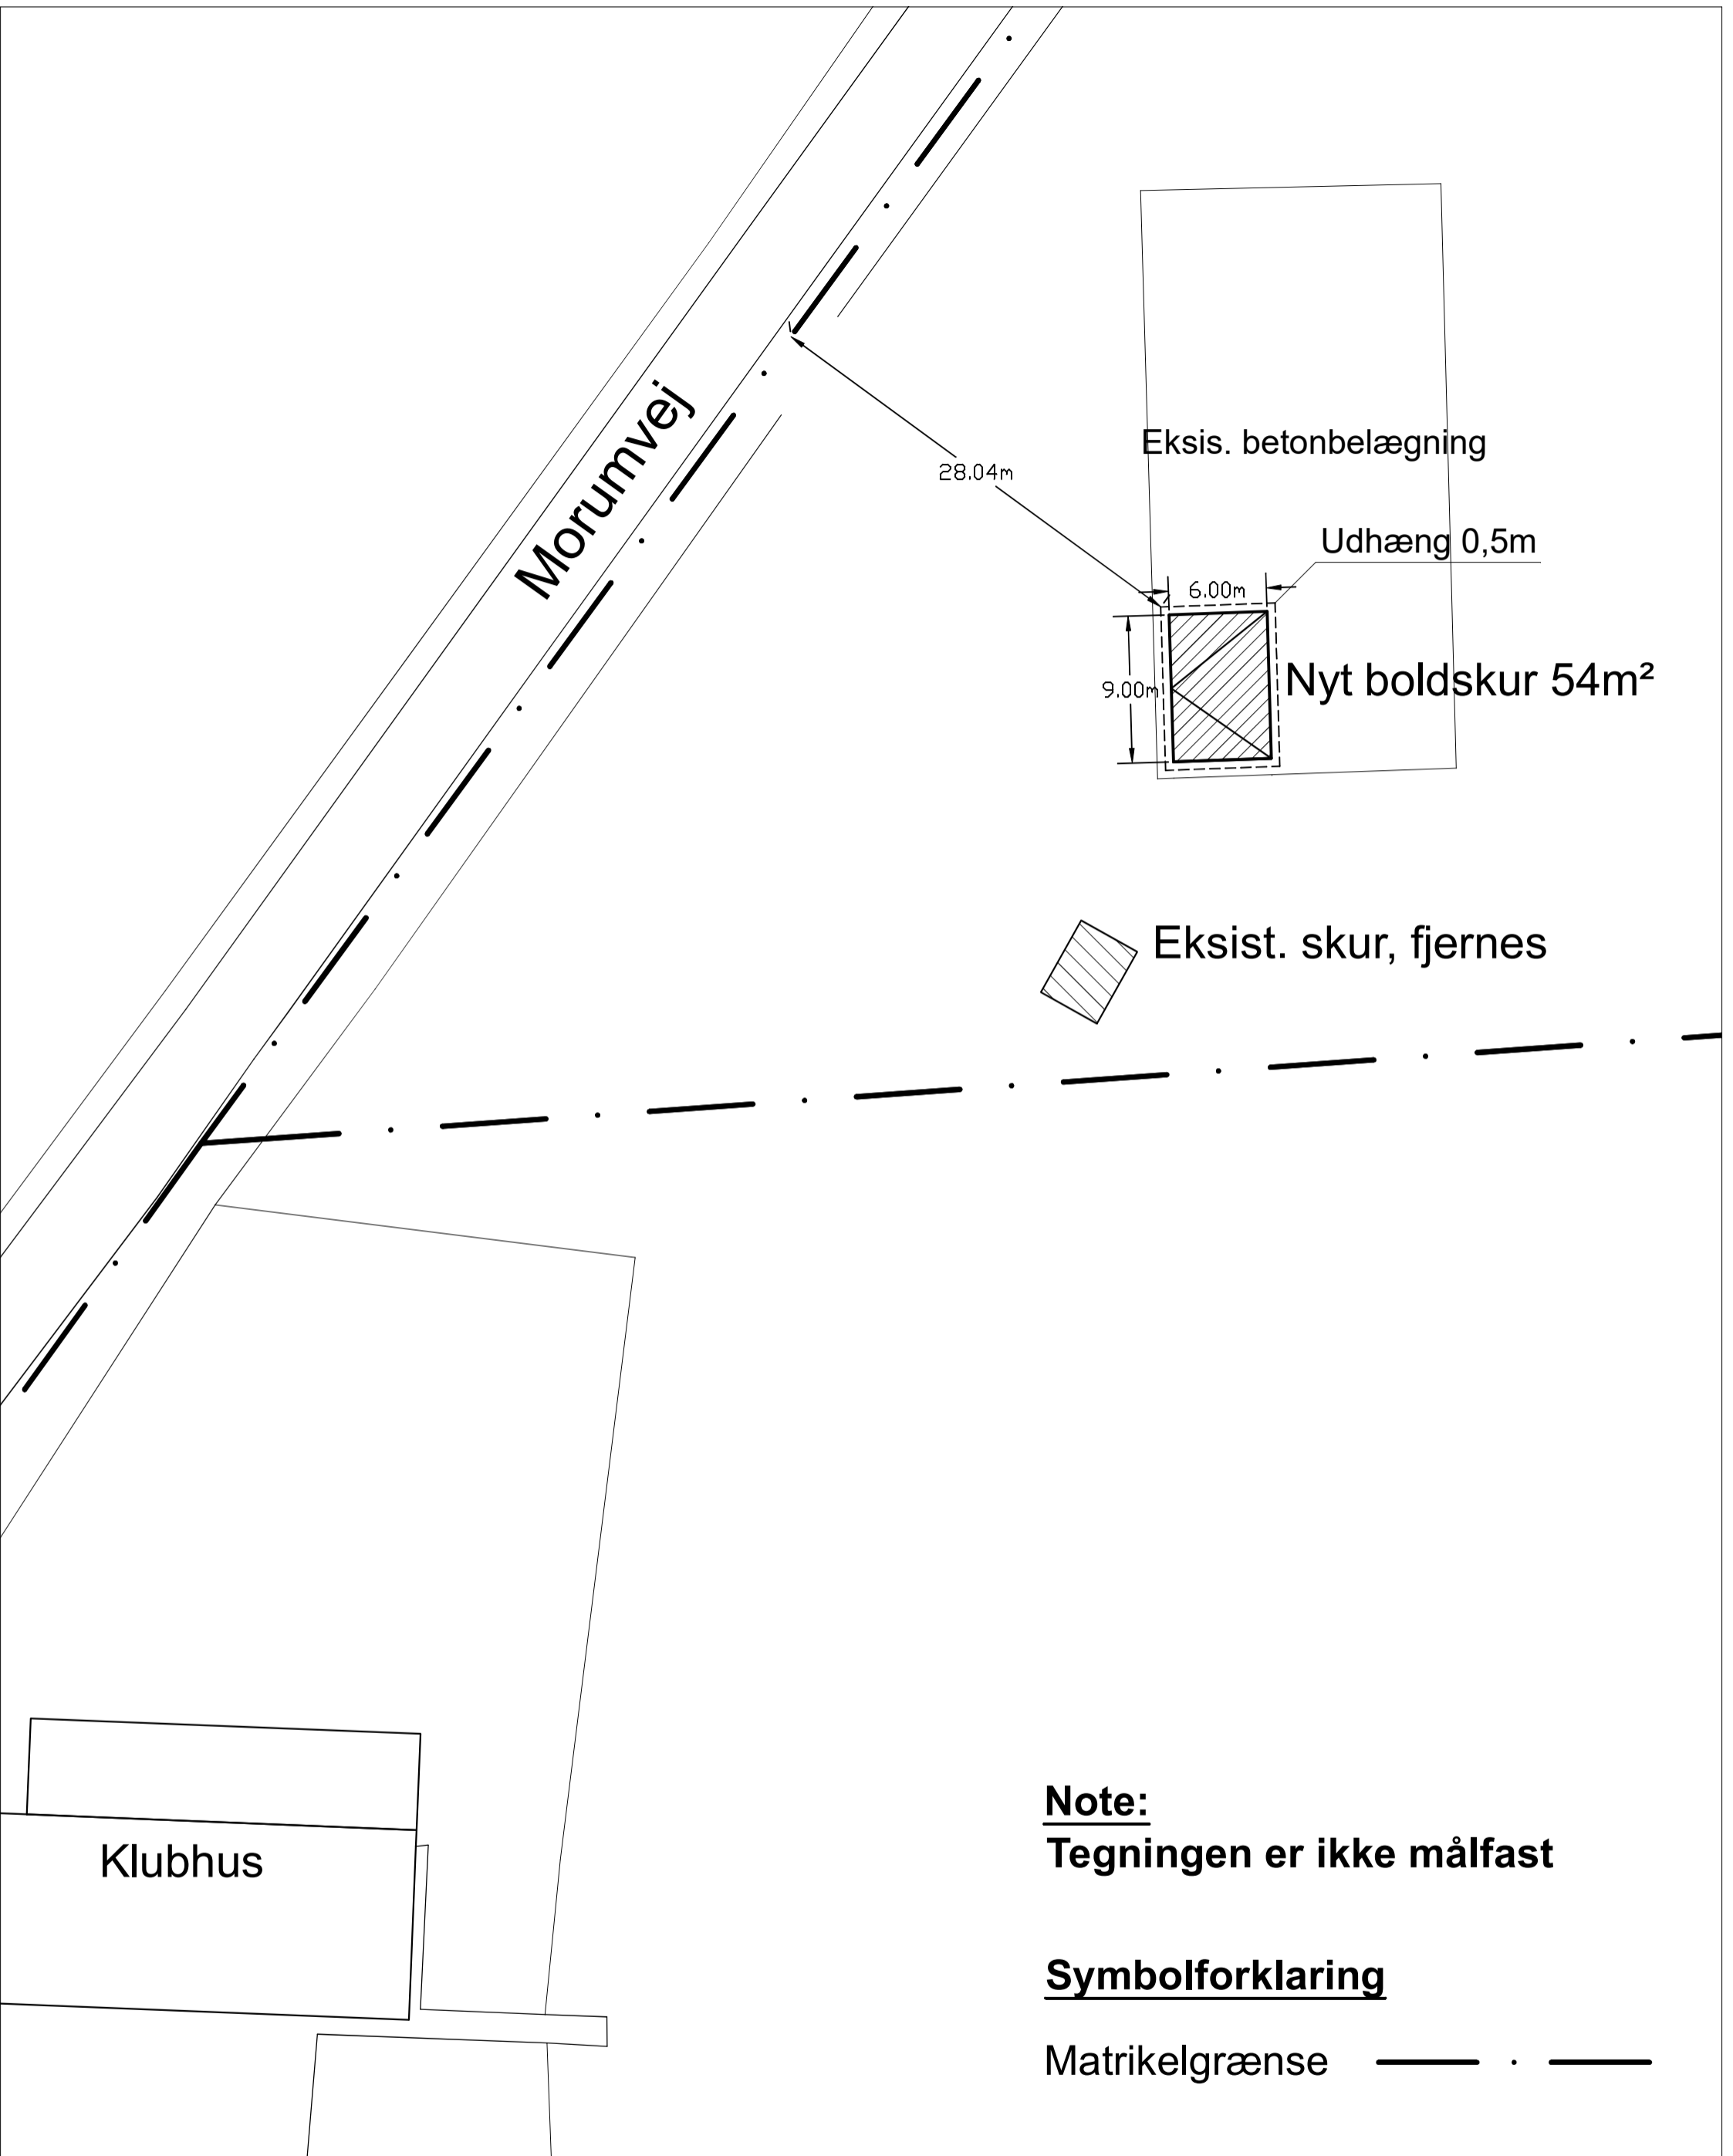 Morumvej
28.04m
Eksis. betonbelægning
Udhæng 0,5m
6.00m
9.00m
Nyt boldskur 54m²
Eksist. skur, fjernes
Klubhus
Note:
Tegningen er ikke målfast
Symbolforklaring
Matrikelgrænse